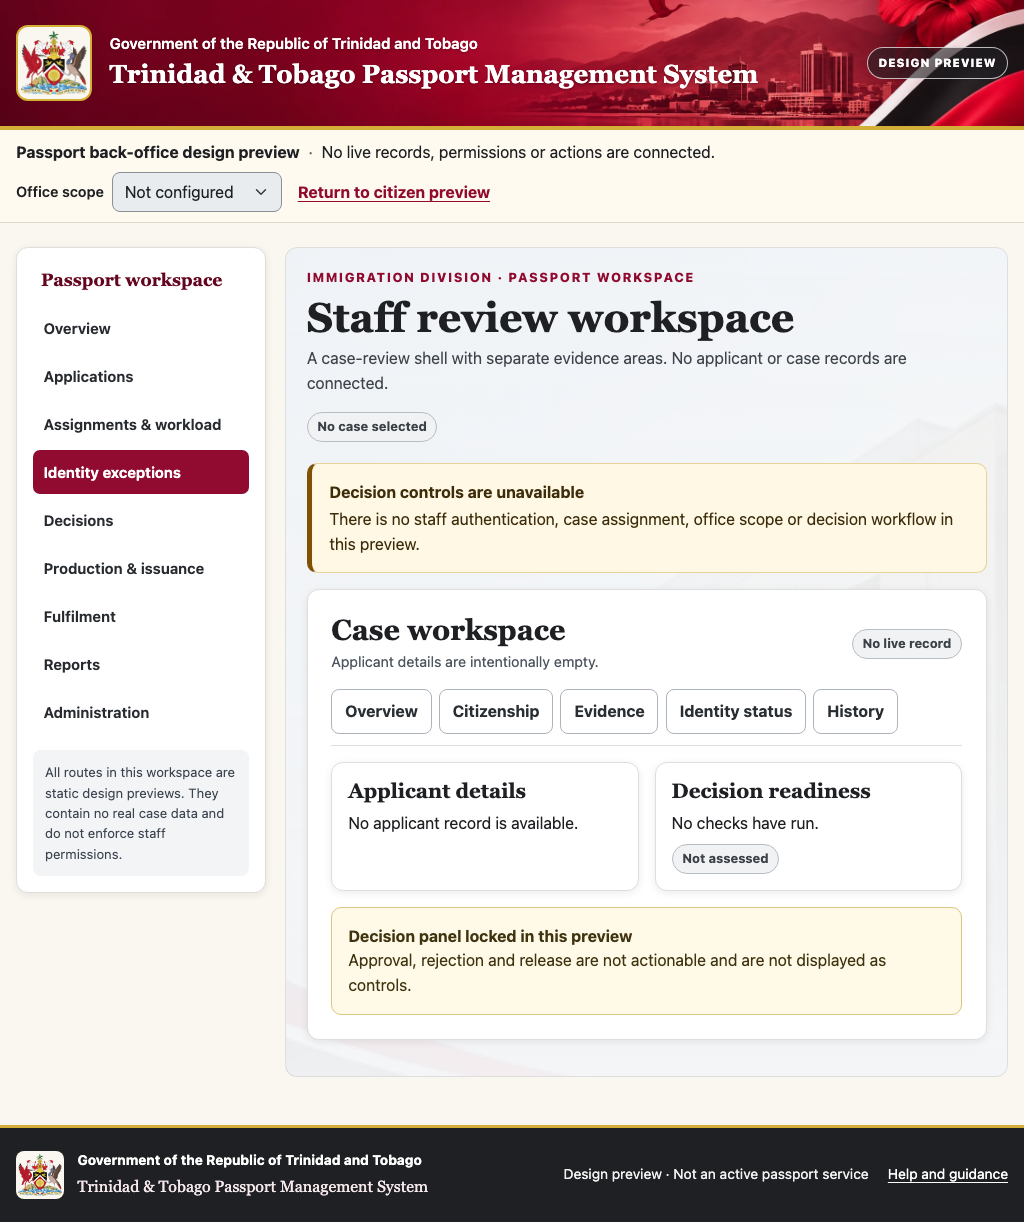 Government of the Republic of Trinidad and Tobago
Trinidad & Tobago Passport Management System
DESIGN PREVIEW
Passport back-office design preview · No live records, permissions or actions are connected.
Office scope
Not configured
Return to citizen preview
Passport workspace
Overview
Applications
Assignments & workload
Identity exceptions
Decisions
Production & issuance
Fulfilment
Reports
Administration
All routes in this workspace are
static design previews. They
contain no real case data and
do not enforce staff
permissions.
IMMIGRATION DIVISION · PASSPORT WORKSPACE
Staff review workspace
A case-review shell with separate evidence areas. No applicant or case records are
connected.
No case selected
Decision controls are unavailable
There is no staff authentication, case assignment, office scope or decision workflow in
this preview.
Case workspace
Applicant details are intentionally empty.
No live record
Overview
Citizenship
Evidence
Identity status
History
Applicant details
No applicant record is available.
Decision readiness
No checks have run.
Not assessed
Decision panel locked in this preview
Approval, rejection and release are not actionable and are not displayed as
controls.
Government of the Republic of Trinidad and Tobago
Trinidad & Tobago Passport Management System
Design preview · Not an active passport service
Help and guidance